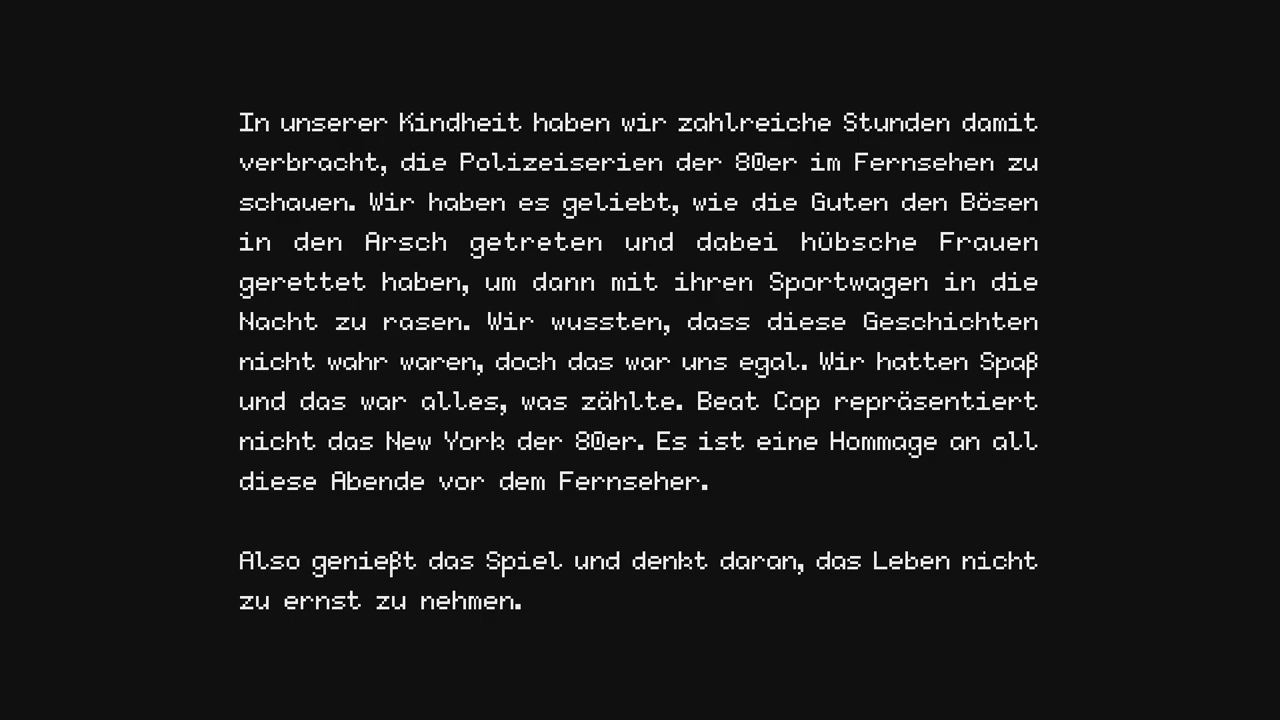 In unserer Kindheit haben wir zahlreiche Stunden damit
verbracht, die Polizeiserien der 80er im Fernsehen zu
schauen. Wir haben es geliebt, wie die Guten den Bösen
in den Arsch getreten und dabei hübsche Frauen
gerettet haben, um dann mit ihren Sportwagen in die
Nacht zu rasen. Wir wussten, dass diese Geschichten
nicht wahr waren, doch das war uns egal. Wir hatten Spaß
und das war alles, was zählte. Beat Cop repräsentiert
nicht das New York der 80er. Es ist eine Hommage an all
diese Abende vor dem Fernseher.
Also genießt das Spiel und denkt daran, das Leben nicht
zu ernst zu nehmen.